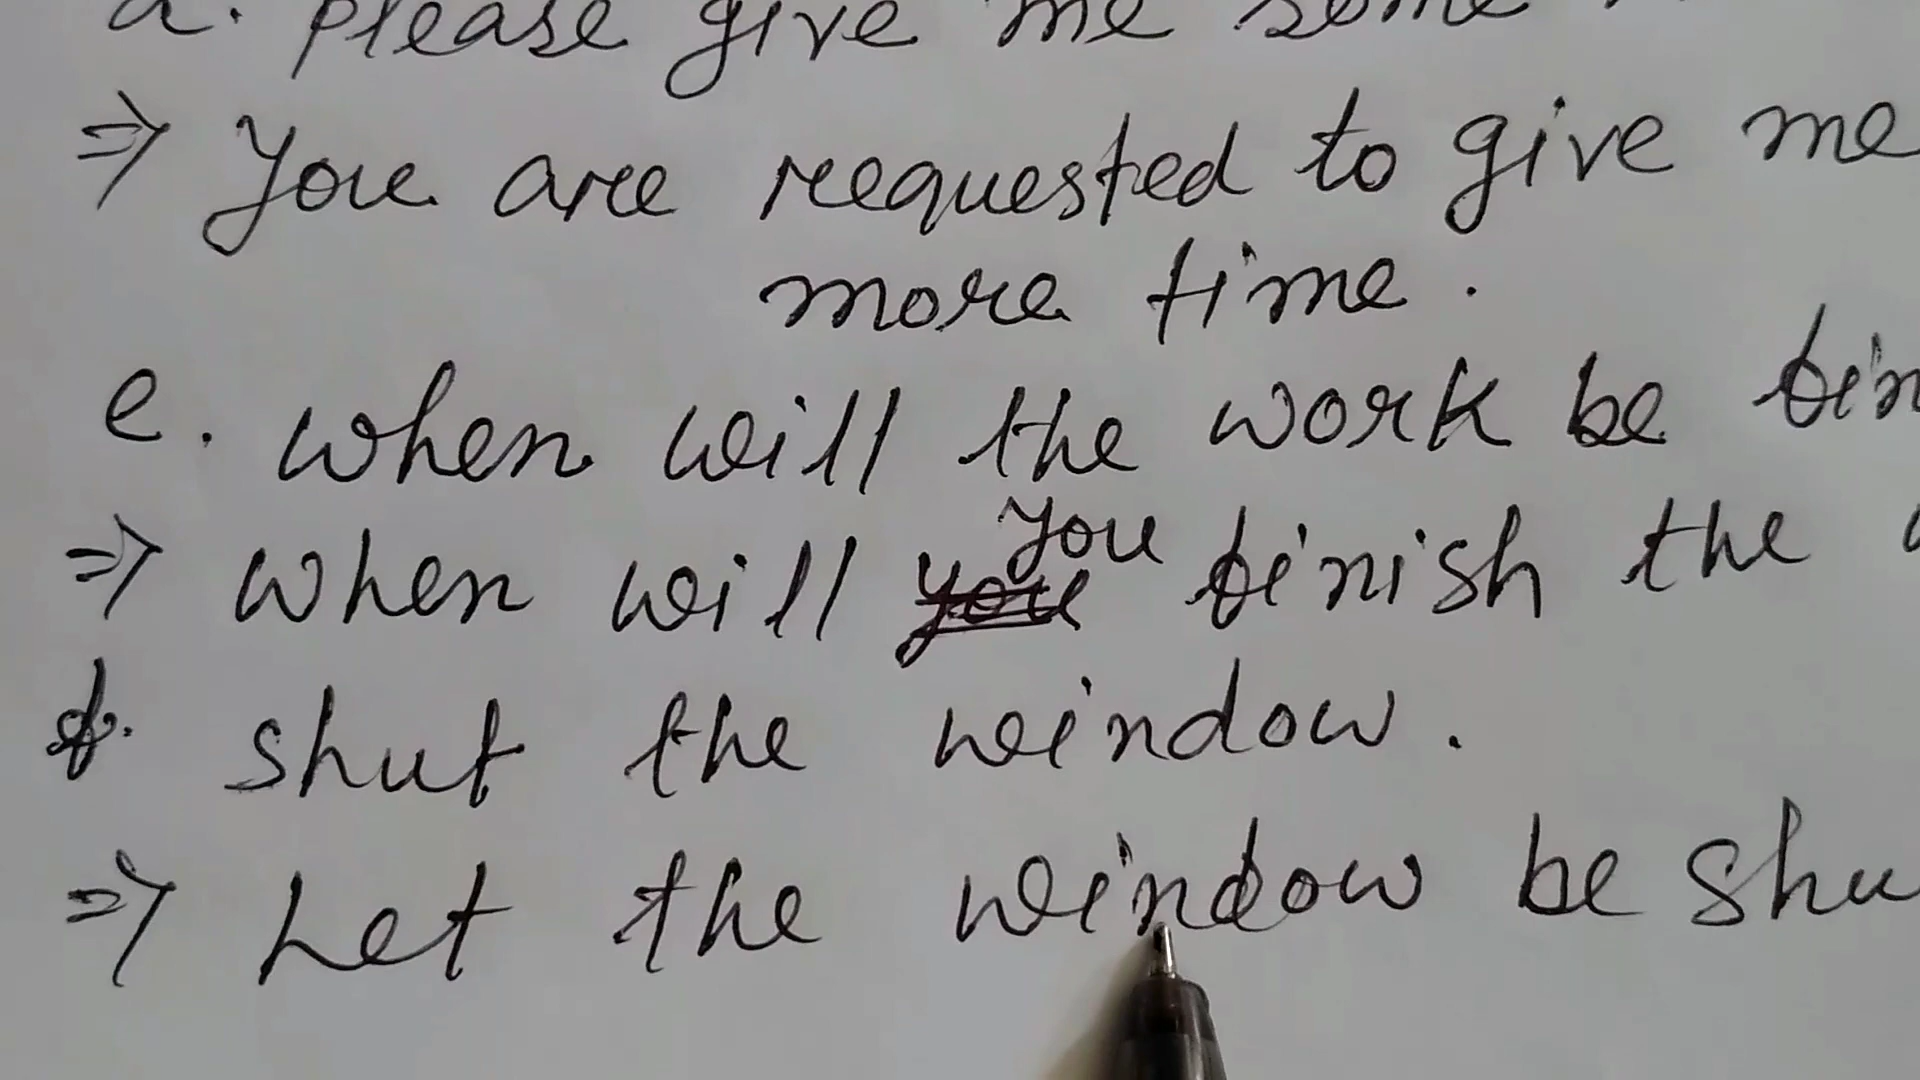 d. please give me some
=> You are requested to give me
more time.
e. when will the work be
=> when will you finish the
f. shut the window.
=> Let the window be